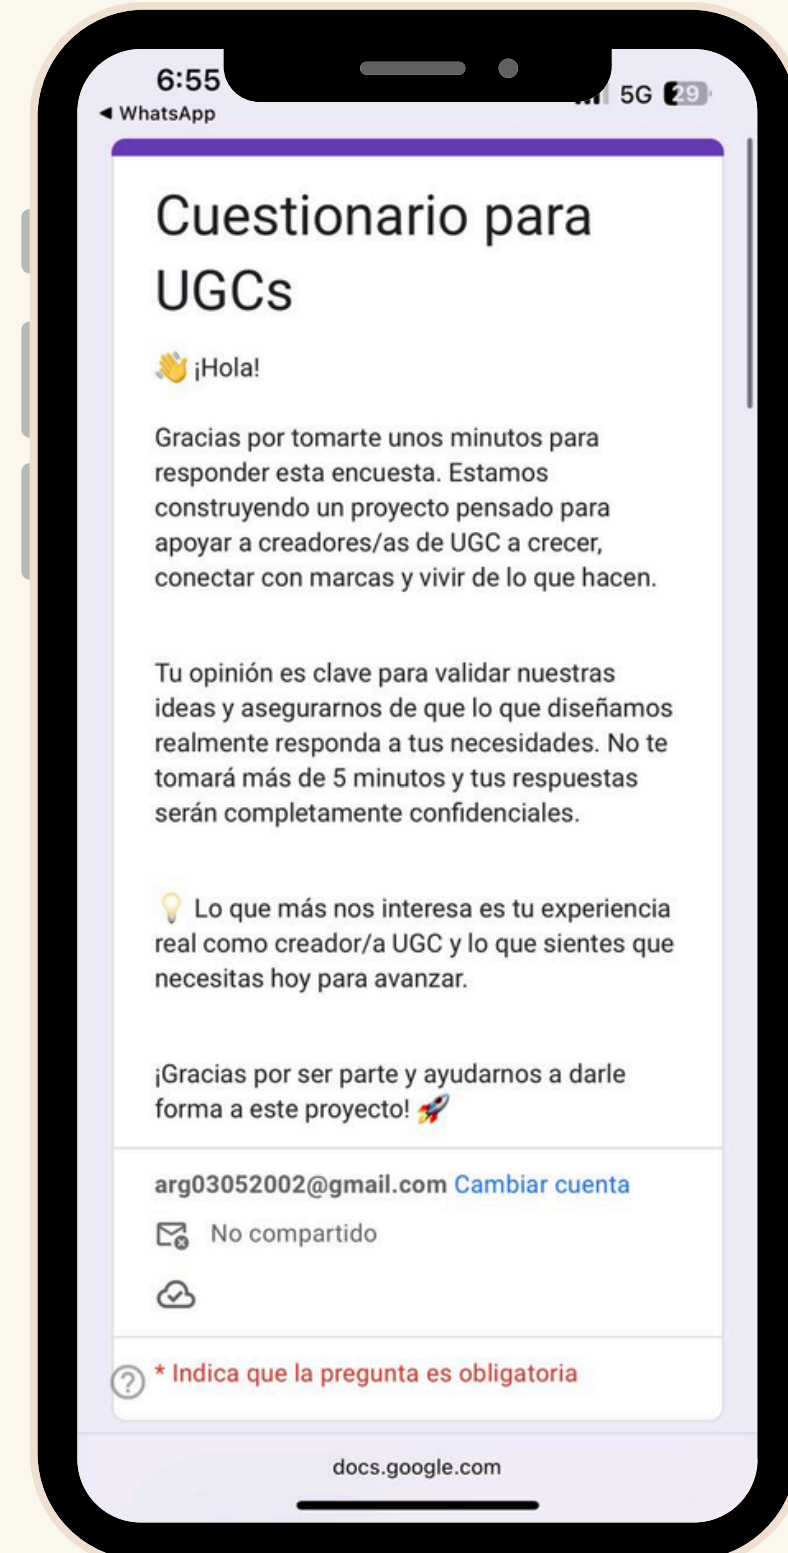 6:55
5G 29
◀ WhatsApp
Cuestionario para
UGCs
👋 ¡Hola!
Gracias por tomarte unos minutos para
responder esta encuesta. Estamos
construyendo un proyecto pensado para
apoyar a creadores/as de UGC a crecer,
conectar con marcas y vivir de lo que hacen.
Tu opinión es clave para validar nuestras
ideas y asegurarnos de que lo que diseñamos
realmente responda a tus necesidades. No te
tomará más de 5 minutos y tus respuestas
serán completamente confidenciales.
💡 Lo que más nos interesa es tu experiencia
real como creador/a UGC y lo que sientes que
necesitas hoy para avanzar.
¡Gracias por ser parte y ayudarnos a darle
forma a este proyecto! 🚀
arg03052002@gmail.com Cambiar cuenta
No compartido
* Indica que la pregunta es obligatoria
docs.google.com